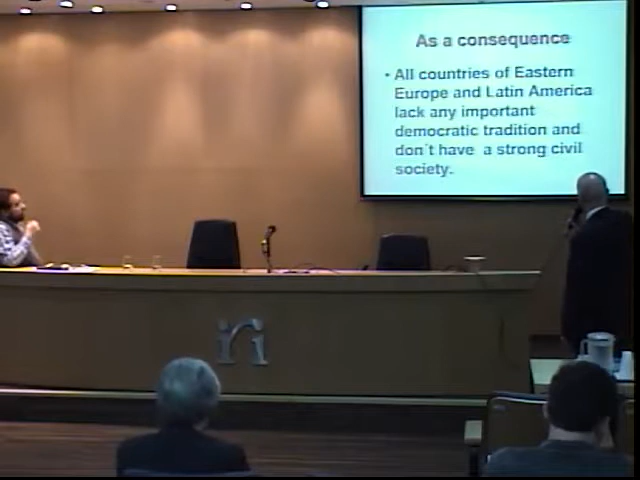 As a consequence
• All countries of Eastern
Europe and Latin America
lack any important
democratic tradition and
don´t have a strong civil
society.
iri